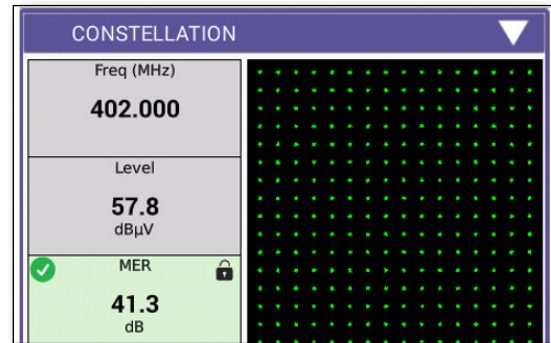 CONSTELLATION
Freq (MHz)
402.000
Level
57.8
dBµV
MER
41.3
dB